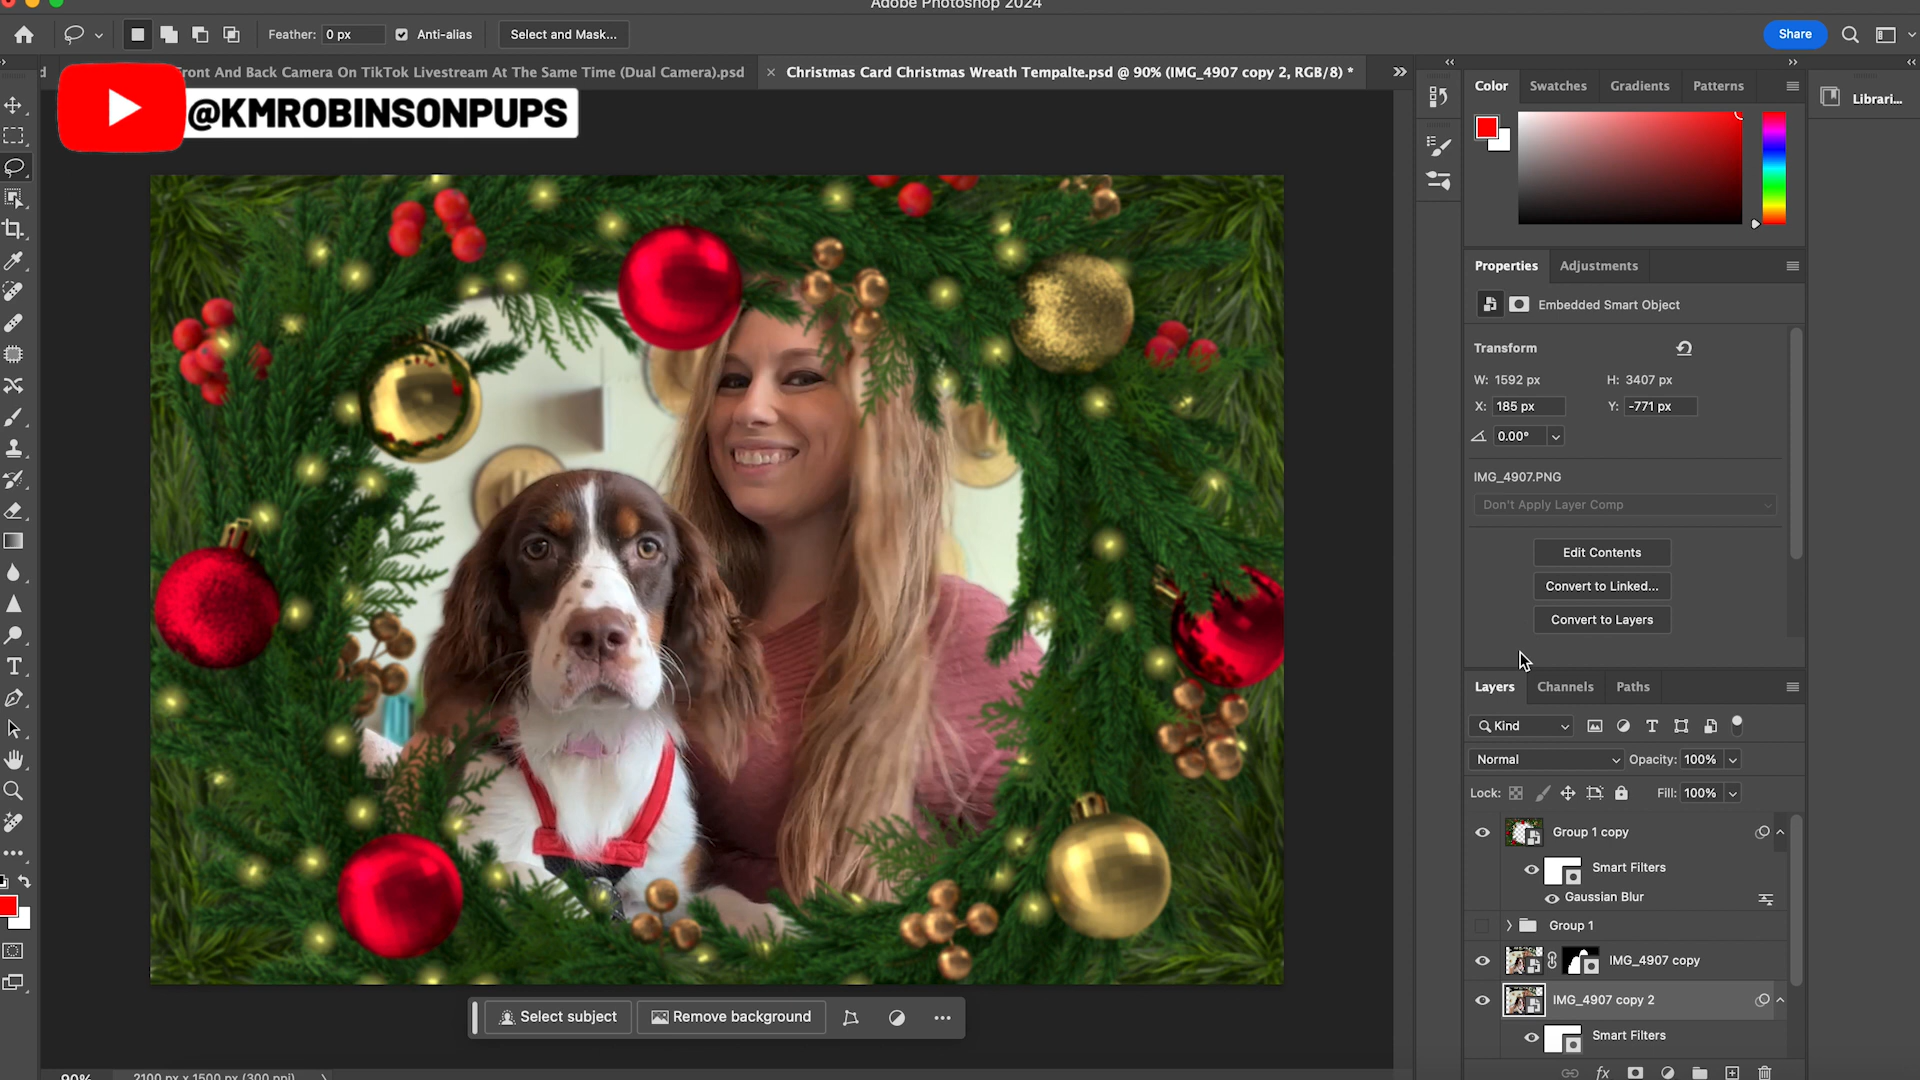 Adobe Photoshop 2024
Feather: 0 px Anti-alias Select and Mask... Share
Front And Back Camera On TikTok Livestream At The Same Time (Dual Camera).psd
× Christmas Card Christmas Wreath Tempalte.psd @ 90% (IMG_4907 copy 2, RGB/8) *
@KMROBINSONPUPS
Color Swatches Gradients Patterns
Librari...
Properties Adjustments
Embedded Smart Object
Transform
W: 1592 px H: 3407 px
X: 185 px Y: -771 px
0.00°
IMG_4907.PNG
Don't Apply Layer Comp
Edit Contents
Convert to Linked...
Convert to Layers
Layers Channels Paths
Kind
Normal Opacity: 100%
Lock: Fill: 100%
Group 1 copy
Smart Filters
Gaussian Blur
Group 1
IMG_4907 copy
IMG_4907 copy 2
Smart Filters
fx
Select subject Remove background
90% 2100 px x 1500 px (300 ppi)